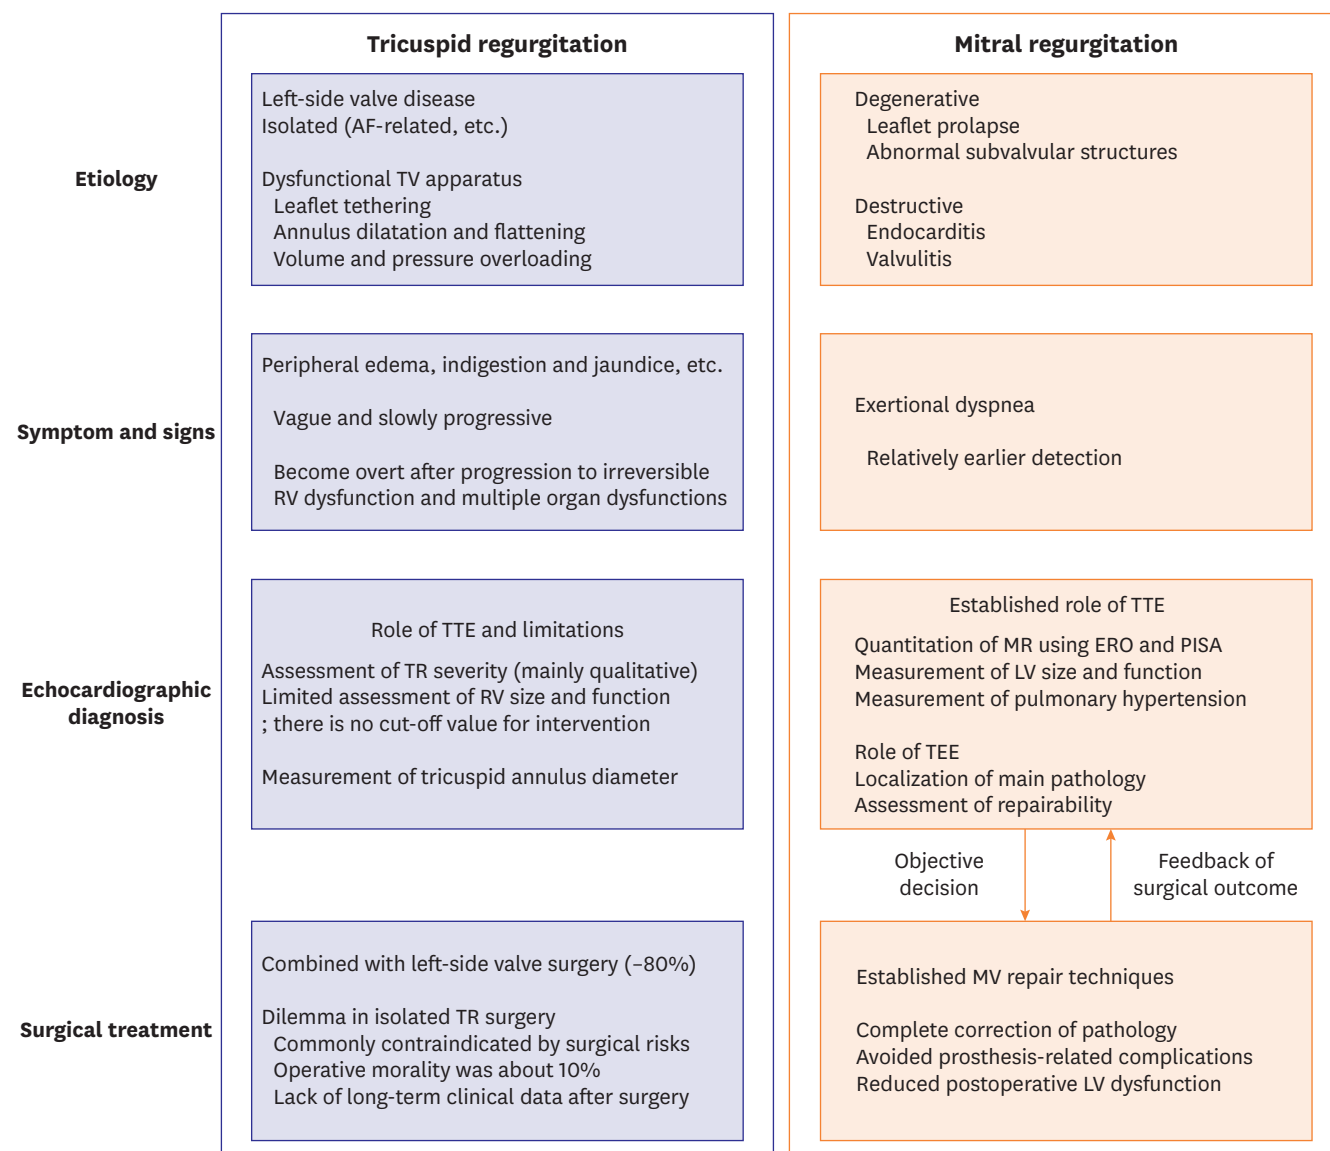 Tricuspid regurgitation
Mitral regurgitation
Etiology
Left-side valve disease
Isolated (AF-related, etc.)
Dysfunctional TV apparatus
Leaflet tethering
Annulus dilatation and flattening
Volume and pressure overloading
Degenerative
Leaflet prolapse
Abnormal subvalvular structures
Destructive
Endocarditis
Valvulitis
Symptom and signs
Peripheral edema, indigestion and jaundice, etc.
Vague and slowly progressive
Become overt after progression to irreversible
RV dysfunction and multiple organ dysfunctions
Exertional dyspnea
Relatively earlier detection
Echocardiographic
diagnosis
Role of TTE and limitations
Assessment of TR severity (mainly qualitative)
Limited assessment of RV size and function
; there is no cut-off value for intervention
Measurement of tricuspid annulus diameter
Established role of TTE
Quantitation of MR using ERO and PISA
Measurement of LV size and function
Measurement of pulmonary hypertension
Role of TEE
Localization of main pathology
Assessment of repairability
Objective
decision
Feedback of
surgical outcome
Surgical treatment
Combined with left-side valve surgery (–80%)
Dilemma in isolated TR surgery
Commonly contraindicated by surgical risks
Operative morality was about 10%
Lack of long-term clinical data after surgery
Established MV repair techniques
Complete correction of pathology
Avoided prosthesis-related complications
Reduced postoperative LV dysfunction